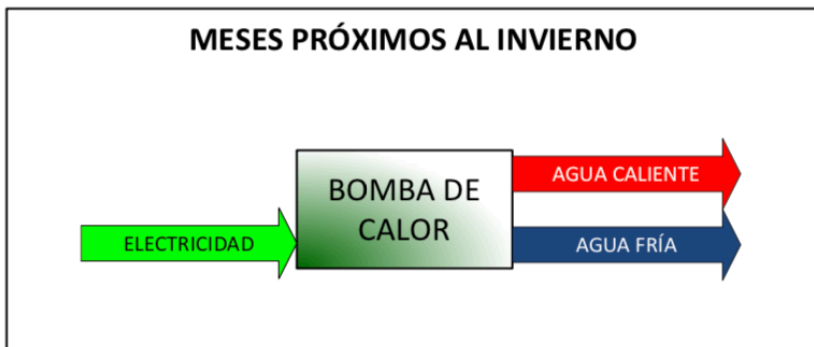 MESES PRÓXIMOS AL INVIERNO
AGUA CALIENTE
BOMBA DE
CALOR
ELECTRICIDAD
AGUA FRÍA